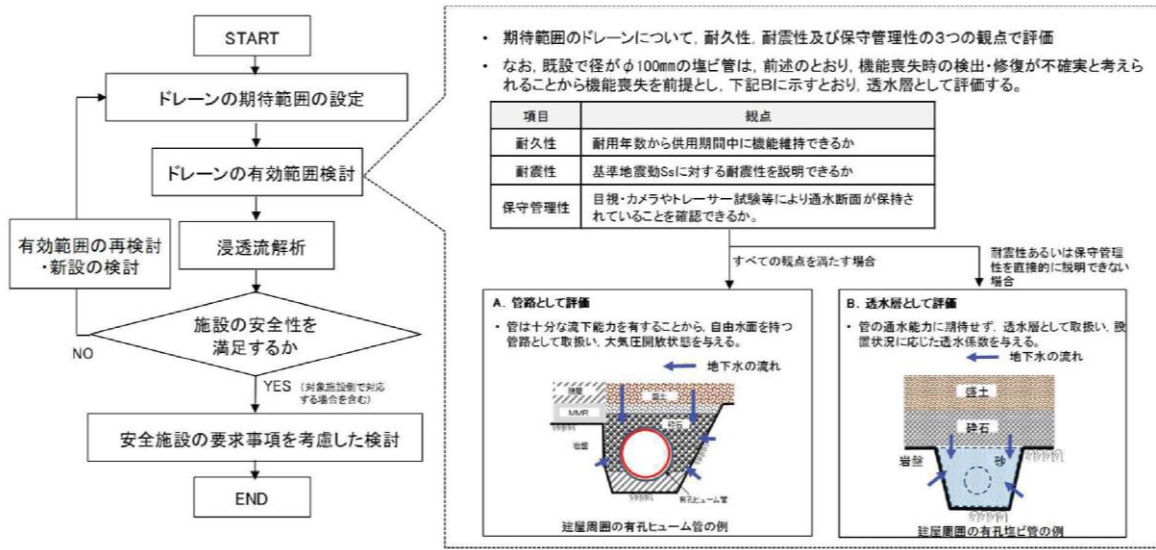 START
ドレーンの期待範囲の設定
ドレーンの有効範囲検討
有効範囲の再検討
・新設の検討
浸透流解析
施設の安全性を
満足するか
NO
YES (対象施設側で対応
する場合を含む)
安全施設の要求事項を考慮した検討
END
・ 期待範囲のドレーンについて，耐久性，耐震性及び保守管理性の３つの観点で評価
・ なお，既設で径がφ100mmの塩ビ管は，前述のとおり，機能喪失時の検出・修復が不確実と考えら
れることから機能喪失を前提とし，下記Bに示すとおり，透水層として評価する。
項目 観点
耐久性 耐用年数から供用期間中に機能維持できるか
耐震性 基準地震動Ssに対する耐震性を説明できるか
保守管理性 目視・カメラやトレーサー試験等により通水断面が保持さ
れていることを確認できるか。
すべての観点を満たす場合
耐震性あるいは保守管理
性を直接的に説明できない
場合
A．管路として評価
・ 管は十分な流下能力を有することから，自由水面を持つ
管路として取扱い，大気圧開放状態を与える。
地下水の流れ
建屋
盛土
MMR
砕石
岩盤
有孔ヒューム管
建屋周囲の有孔ヒューム管の例
B．透水層として評価
・ 管の通水能力に期待せず，透水層として取扱い，設
置状況に応じた透水係数を与える。
地下水の流れ
盛土
砕石
岩盤
砂
建屋周囲の有孔塩ビ管の例